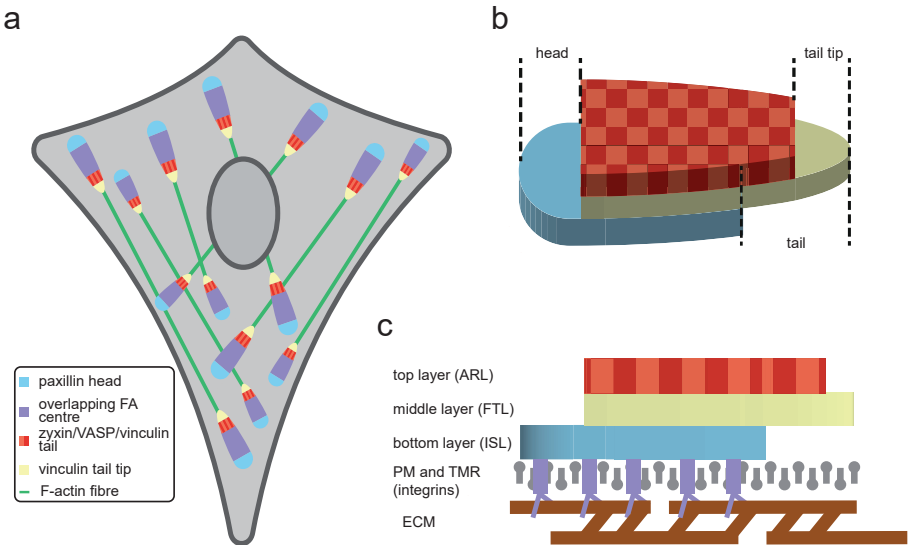 a
b
head
tail tip
tail
c
paxillin head
overlapping FA
centre
zyxin/VASP/vinculin
tail
vinculin tail tip
F-actin fibre
top layer (ARL)
middle layer (FTL)
bottom layer (ISL)
PM and TMR
(integrins)
ECM